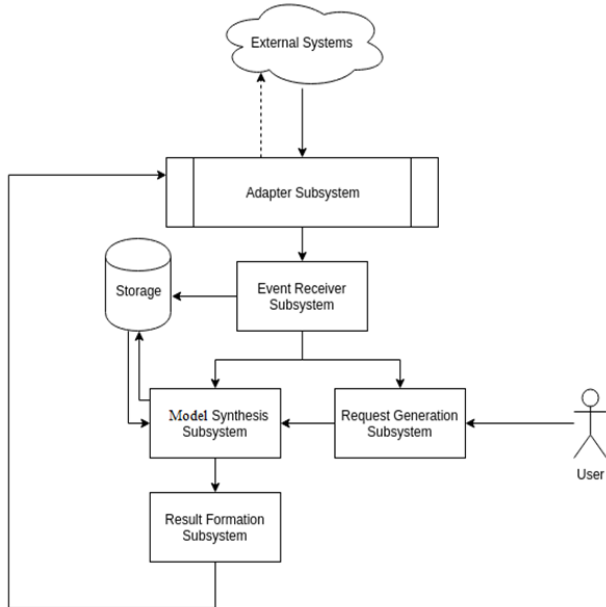 External Systems
Adapter Subsystem
Event Receiver
Subsystem
Storage
Model Synthesis
Subsystem
Request Generation
Subsystem
User
Result Formation
Subsystem